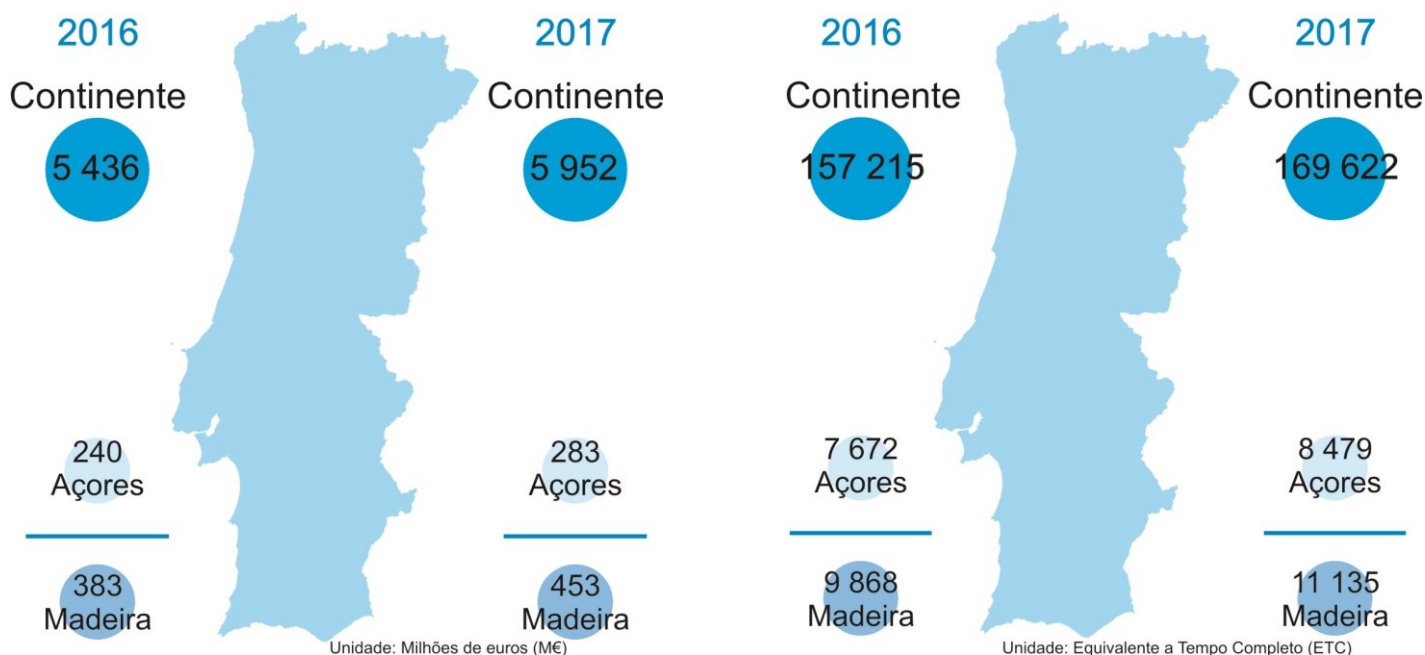 2016
Continente
5 436
240
Açores
383
Madeira
2017
Continente
5 952
283
Açores
453
Madeira
Unidade: Milhões de euros (M€)
2016
Continente
157 215
7 672
Açores
9 868
Madeira
2017
Continente
169 622
8 479
Açores
11 135
Madeira
Unidade: Equivalente a Tempo Completo (ETC)